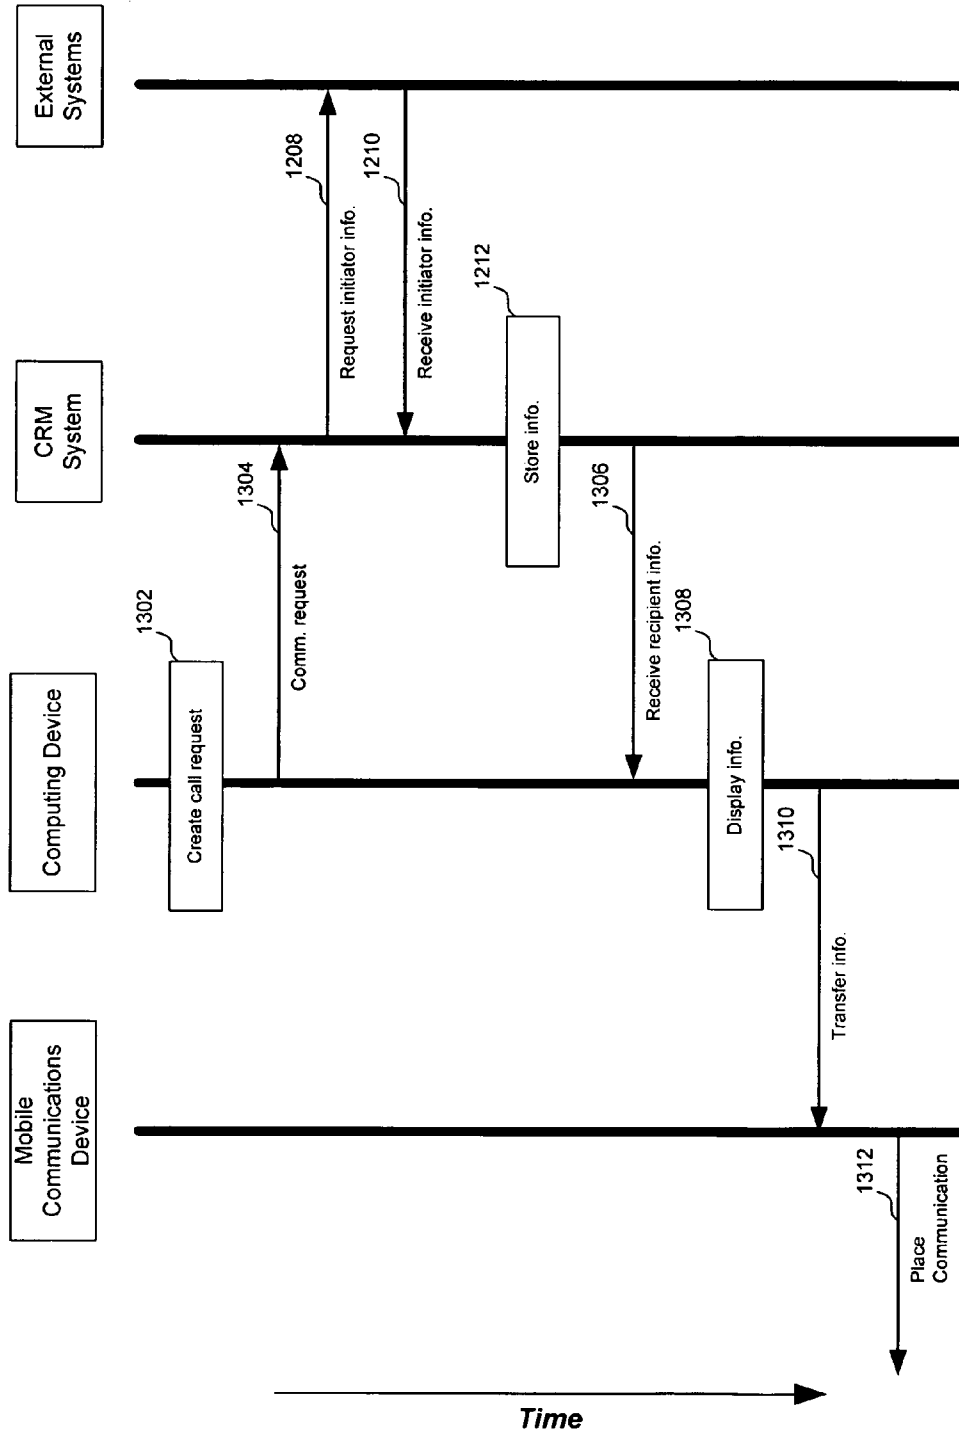 Mobile
Communications
Device
Computing Device
CRM
System
External
Systems
1302
Create call request
1304
Comm. request
1208
Request initiator info.
1210
Receive initiator info.
1212
Store info.
1306
Receive recipient info.
1308
Display info.
1310
Transfer info.
1312
Place
Communication
Time